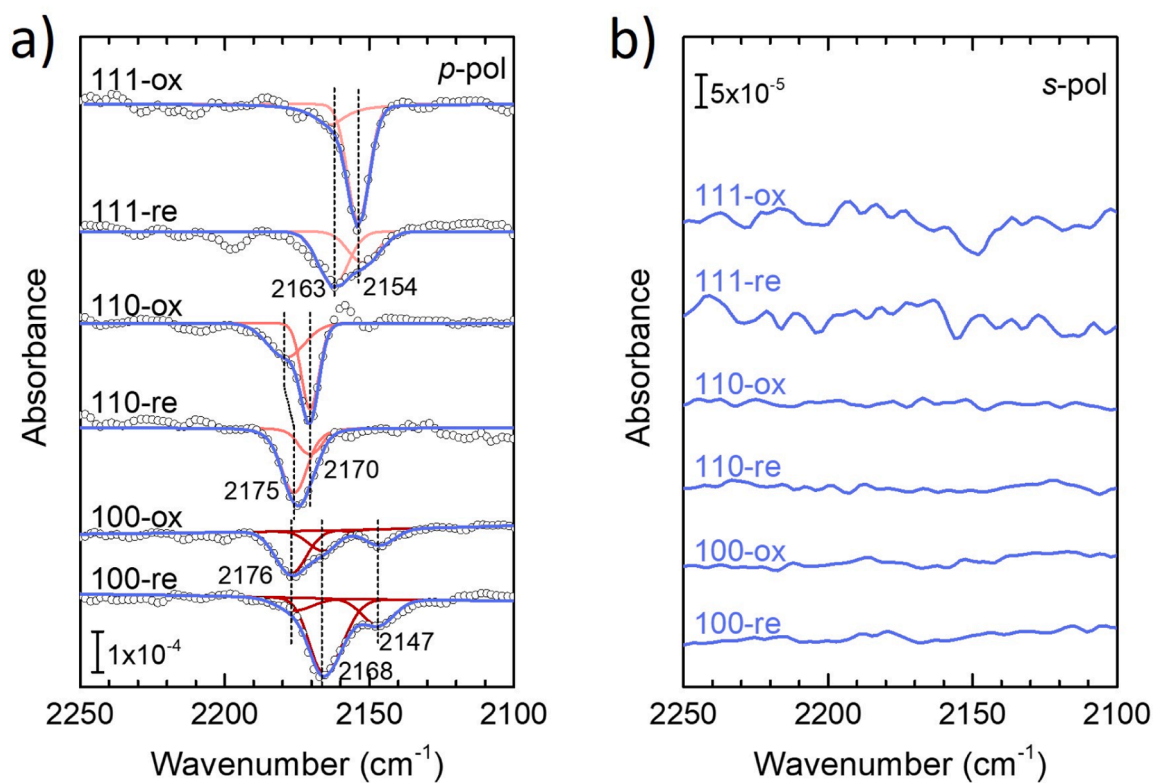 a)
p-pol
111-ox
111-re
2163
2154
110-ox
110-re
2175
2170
100-ox
2176
100-re
2147
2168
1x10-4
Absorbance
2250 2200 2150 2100
Wavenumber (cm-1)
b)
s-pol
5x10-5
111-ox
111-re
110-ox
110-re
100-ox
100-re
Absorbance
2250 2200 2150 2100
Wavenumber (cm-1)